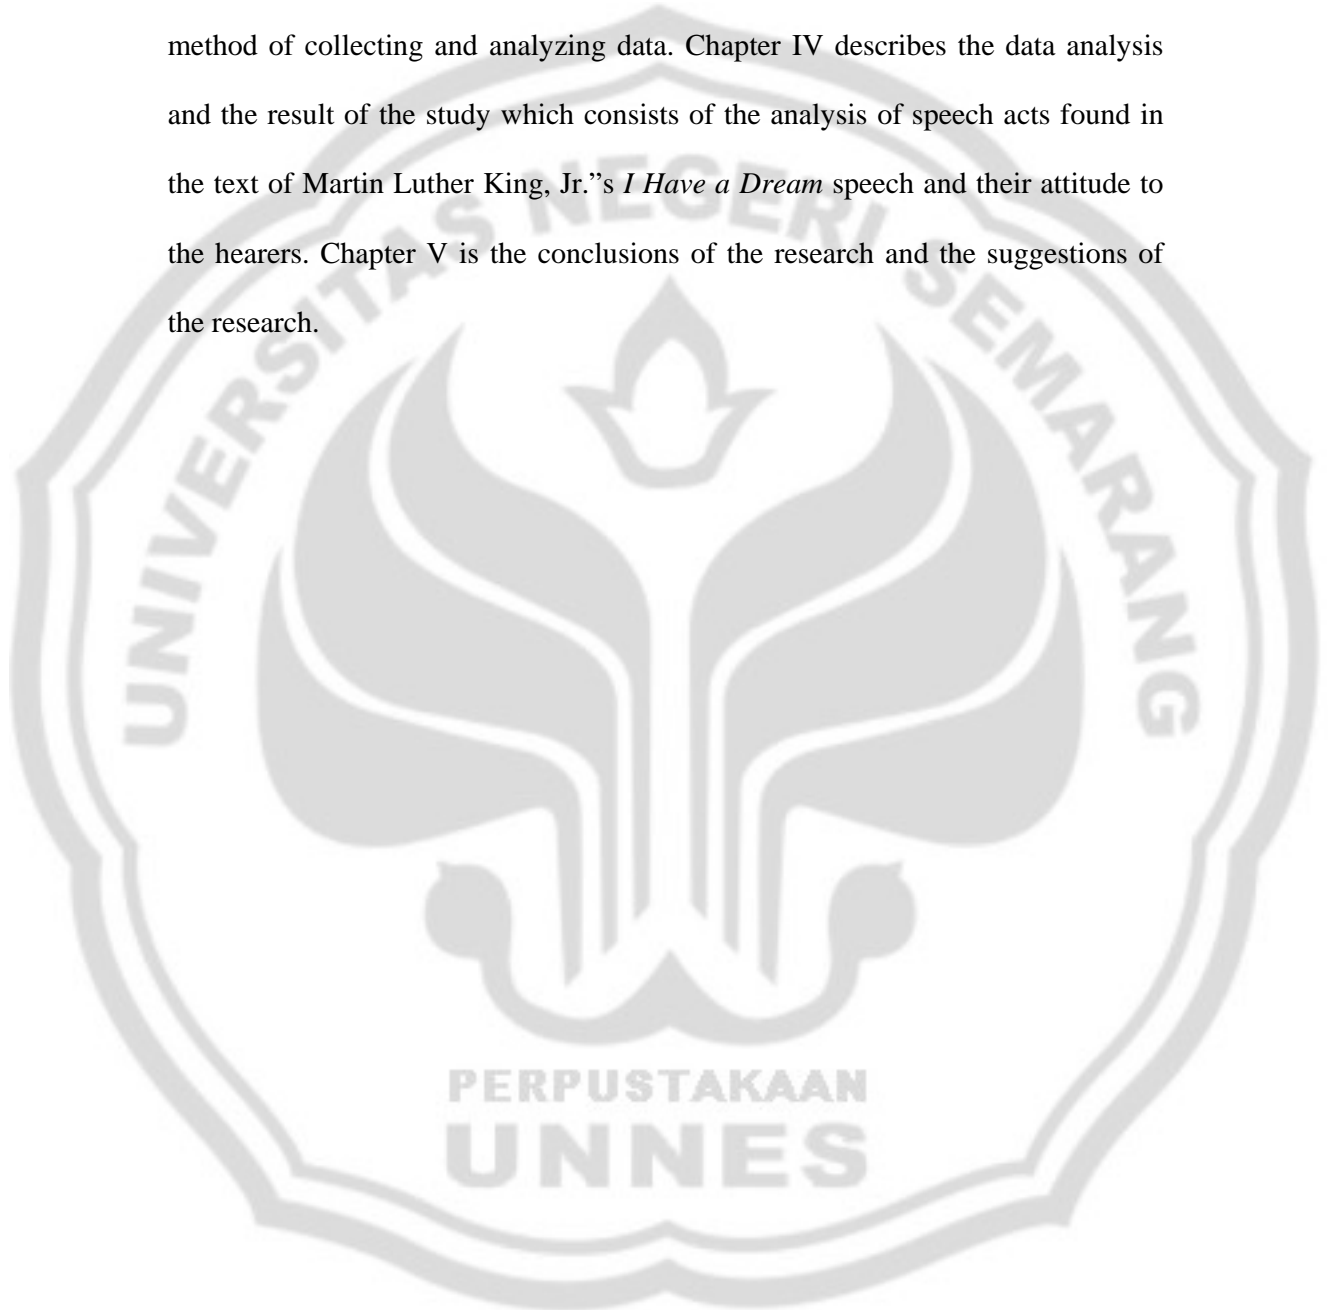 method of collecting and analyzing data. Chapter IV describes the data analysis
and the result of the study which consists of the analysis of speech acts found in
the text of Martin Luther King, Jr.”s I Have a Dream speech and their attitude to
the hearers. Chapter V is the conclusions of the research and the suggestions of
the research.
UNIVERSITAS NEGERI SEMARANG
PERPUSTAKAAN
UNNES